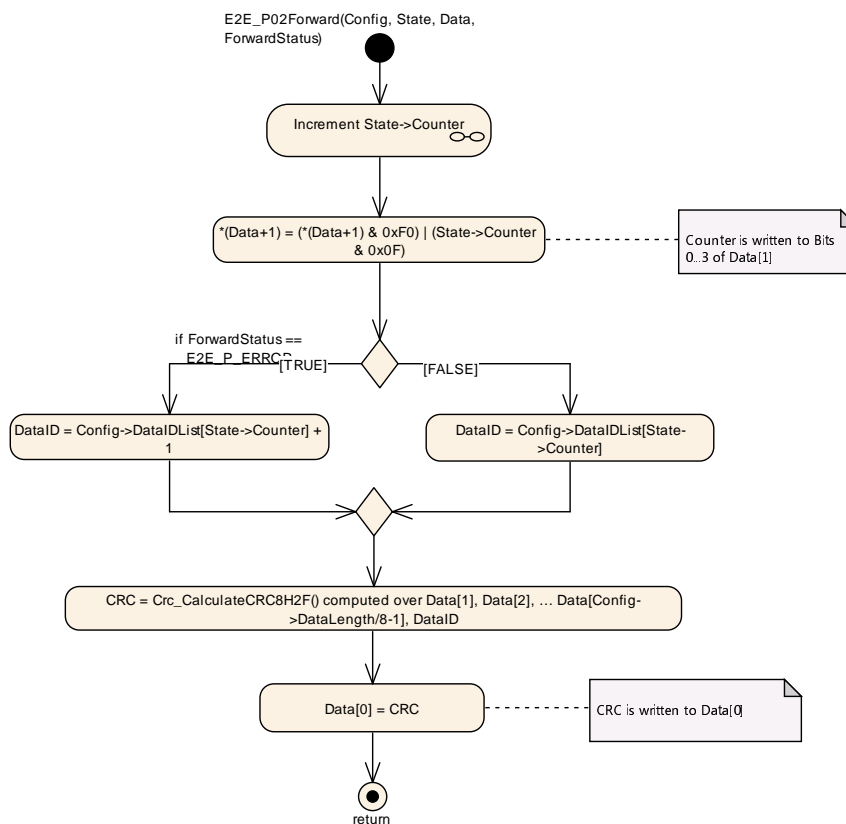 E2E_P02Forward(Config, State, Data,
ForwardStatus)
Increment State->Counter
*(Data+1) = (*(Data+1) & 0xF0) | (State->Counter
& 0x0F)
Counter is written to Bits
0...3 of Data[1]
if ForwardStatus ==
E2E_P_ERROR
[TRUE]
[FALSE]
DataID = Config->DataIDList[State->Counter] +
1
DataID = Config->DataIDList[State-
>Counter]
CRC = Crc_CalculateCRC8H2F() computed over Data[1], Data[2], ... Data[Config-
>DataLength/8-1], DataID
Data[0] = CRC
CRC is written to Data[0]
return